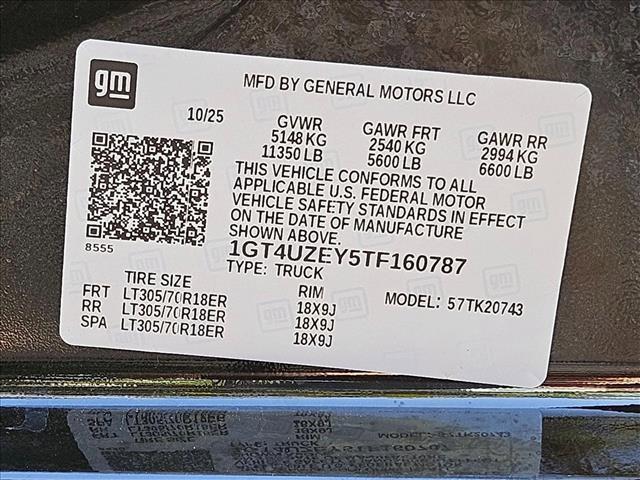 gm
MFD BY GENERAL MOTORS LLC
10/25 GVWR GAWR FRT GAWR RR
5148 KG 2540 KG 2994 KG
11350 LB 5600 LB 6600 LB
THIS VEHICLE CONFORMS TO ALL
APPLICABLE U.S. FEDERAL MOTOR
VEHICLE SAFETY STANDARDS IN EFFECT
ON THE DATE OF MANUFACTURE
SHOWN ABOVE.
8555
1GT4UZEY5TF160787
TYPE: TRUCK
TIRE SIZE RIM MODEL: 57TK20743
FRT LT305/70R18ER 18X9J
RR LT305/70R18ER 18X9J
SPA LT305/70R18ER 18X9J